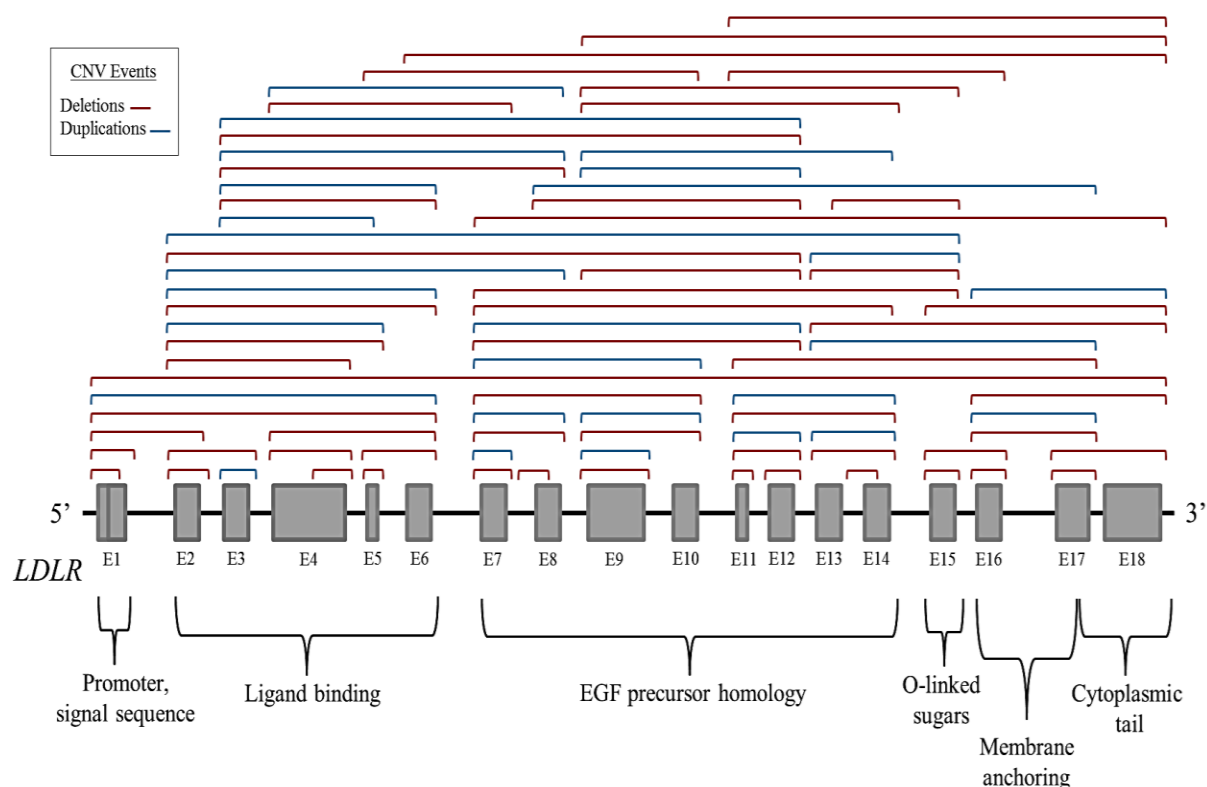 CNV Events
Deletions
Duplications
5’
3’
E1 E2 E3 E4 E5 E6 E7 E8 E9 E10 E11 E12 E13 E14 E15 E16 E17 E18
LDLR
Promoter,
signal sequence
Ligand binding
EGF precursor homology
O-linked
sugars
Membrane
anchoring
Cytoplasmic
tail